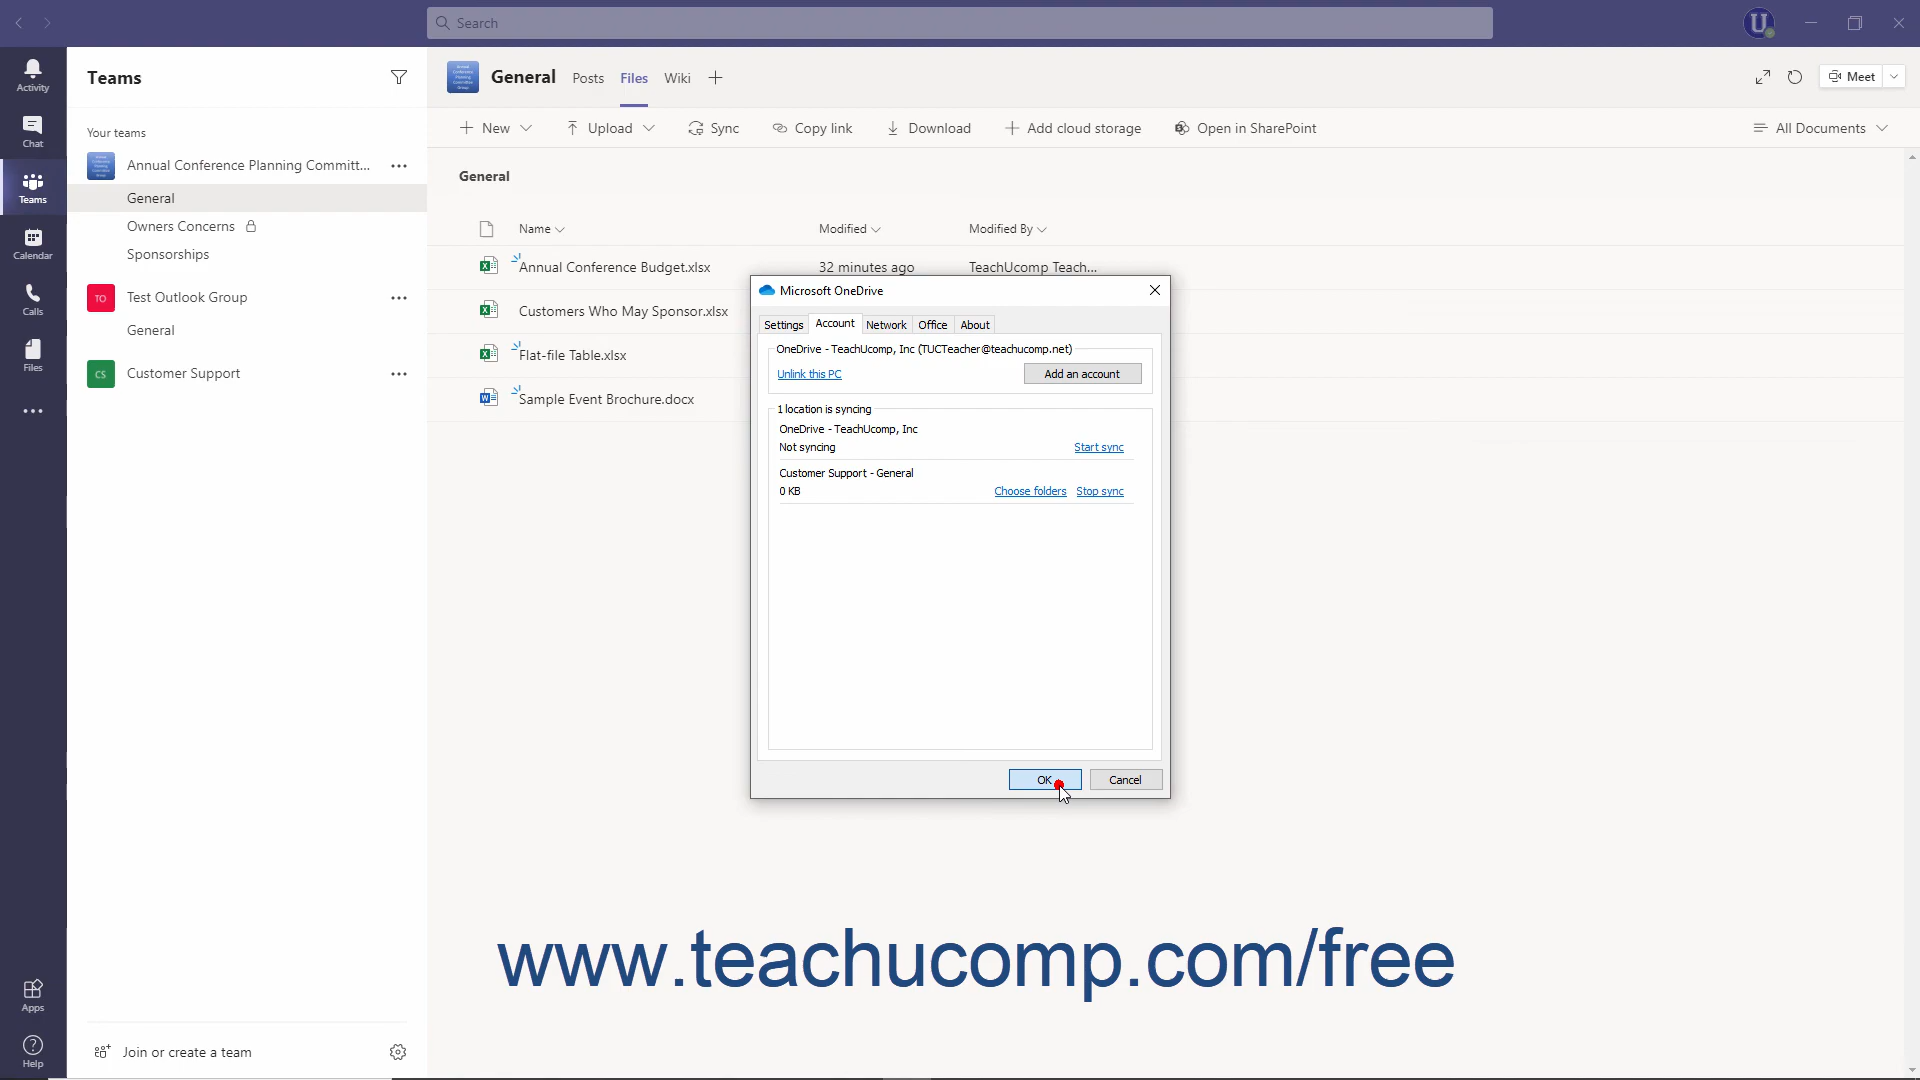 Search
U
Activity
Chat
Teams
Calendar
Calls
Files
Apps
Help
Teams
Your teams
Annual Conference Planning Committ...
General
Owners Concerns
Sponsorships
TO Test Outlook Group
General
CS Customer Support
Join or create a team
General Posts Files Wiki
Meet
New Upload Sync Copy link Download Add cloud storage Open in SharePoint All Documents
General
Name Modified Modified By
Annual Conference Budget.xlsx 32 minutes ago TeachUcomp Teach...
Customers Who May Sponsor.xlsx
Flat-file Table.xlsx
Sample Event Brochure.docx
Microsoft OneDrive
Settings Account Network Office About
OneDrive - TeachUcomp, Inc (TUCTeacher@teachucomp.net)
Unlink this PC Add an account
1 location is syncing
OneDrive - TeachUcomp, Inc
Not syncing Start sync
Customer Support - General
0 KB Choose folders Stop sync
OK Cancel
www.teachucomp.com/free